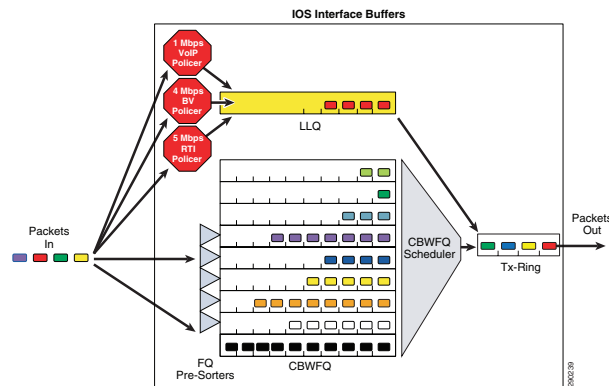 IOS Interface Buffers
1 Mbps
VoIP
Policer
4 Mbps
BV
Policer
5 Mbps
RTI
Policer
LLQ
Packets
In
CBWFQ
Scheduler
Packets
Out
Tx-Ring
FQ
Pre-Sorters
CBWFQ
290239